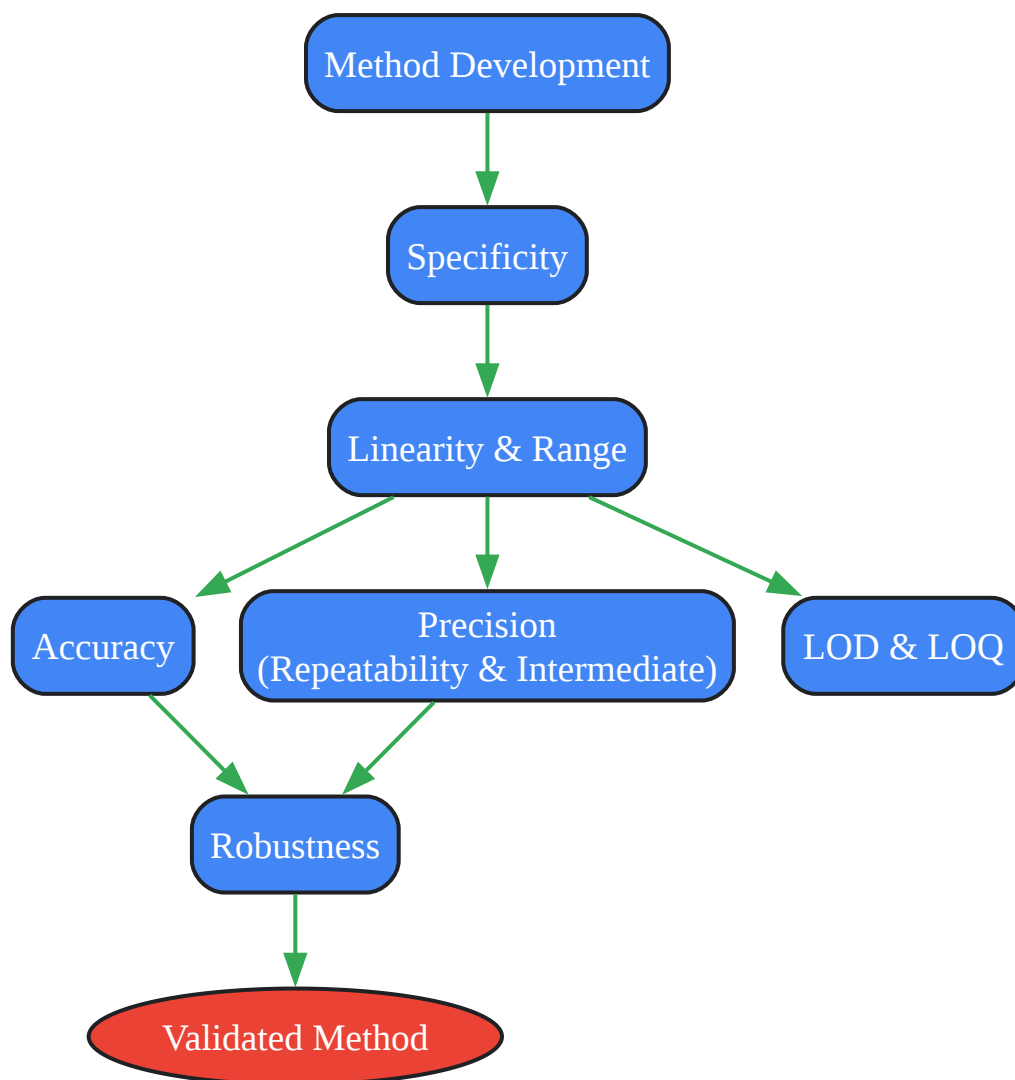 Method Development
Specificity
Linearity & Range
Accuracy
Precision
(Repeatability & Intermediate)
LOD & LOQ
Robustness
Validated Method